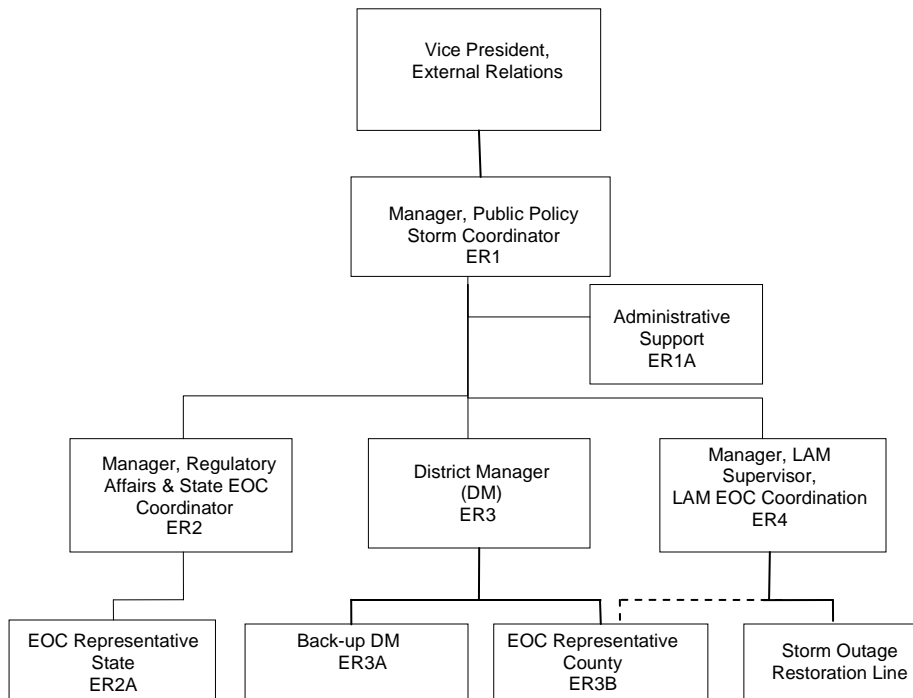 Vice President,
External Relations
Manager, Public Policy
Storm Coordinator
ER1
Administrative
Support
ER1A
Manager, Regulatory
Affairs & State EOC
Coordinator
ER2
District Manager
(DM)
ER3
Manager, LAM
Supervisor,
LAM EOC Coordination
ER4
EOC Representative
State
ER2A
Back-up DM
ER3A
EOC Representative
County
ER3B
Storm Outage
Restoration Line